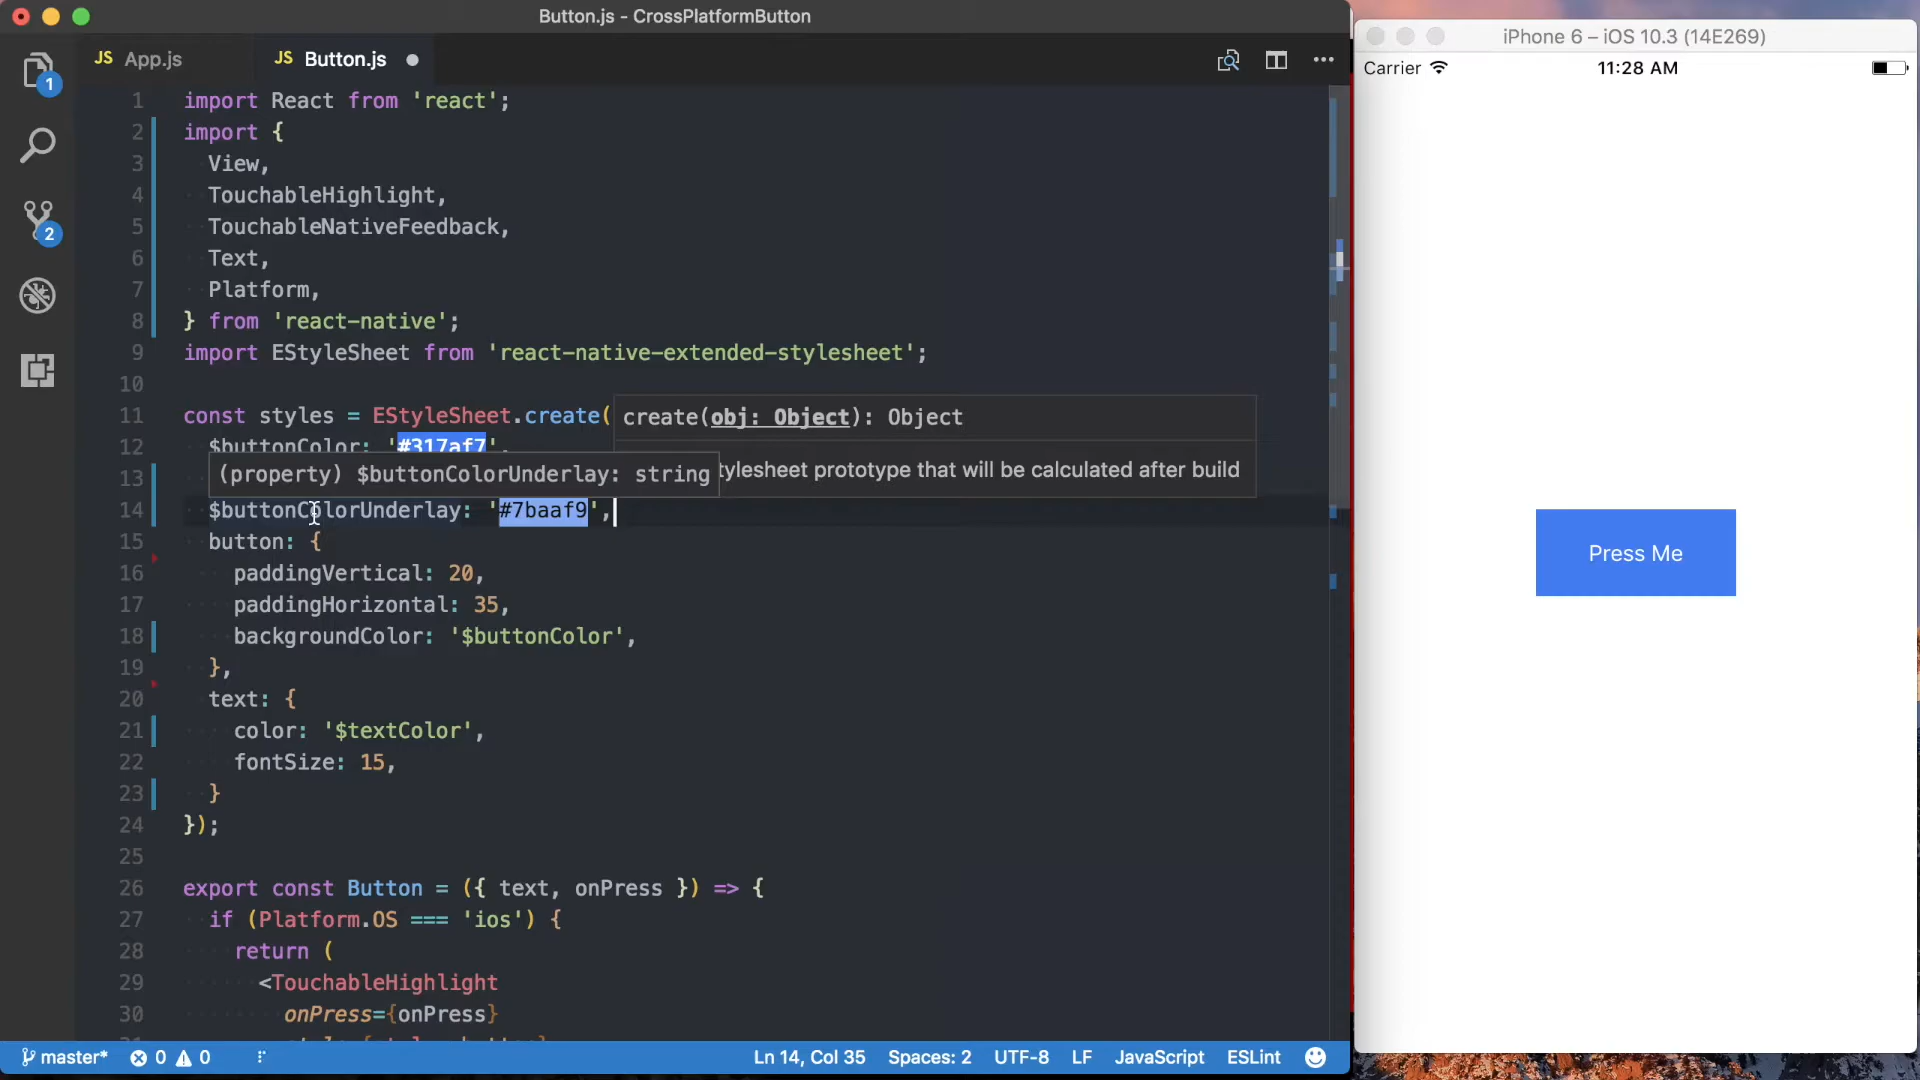 Button.js - CrossPlatformButton
JS App.js
JS Button.js
1 import React from 'react';
2 import {
3 View,
4 TouchableHighlight,
5 TouchableNativeFeedback,
6 Text,
7 Platform,
8 } from 'react-native';
9 import EStyleSheet from 'react-native-extended-stylesheet';
10
11 const styles = EStyleSheet.create(
create(obj: Object): Object
12 $buttonColor: '#317af7',
13
(property) $buttonColorUnderlay: string
tylesheet prototype that will be calculated after build
14 $buttonColorUnderlay: '#7baaf9',
15 button: {
16 paddingVertical: 20,
17 paddingHorizontal: 35,
18 backgroundColor: '$buttonColor',
19 },
20 text: {
21 color: '$textColor',
22 fontSize: 15,
23 }
24 });
25
26 export const Button = ({ text, onPress }) => {
27 if (Platform.OS === 'ios') {
28 return (
29 <TouchableHighlight
30 onPress={onPress}
1
2
master* 0 0 Ln 14, Col 35 Spaces: 2 UTF-8 LF JavaScript ESLint
iPhone 6 – iOS 10.3 (14E269)
Carrier 11:28 AM
Press Me